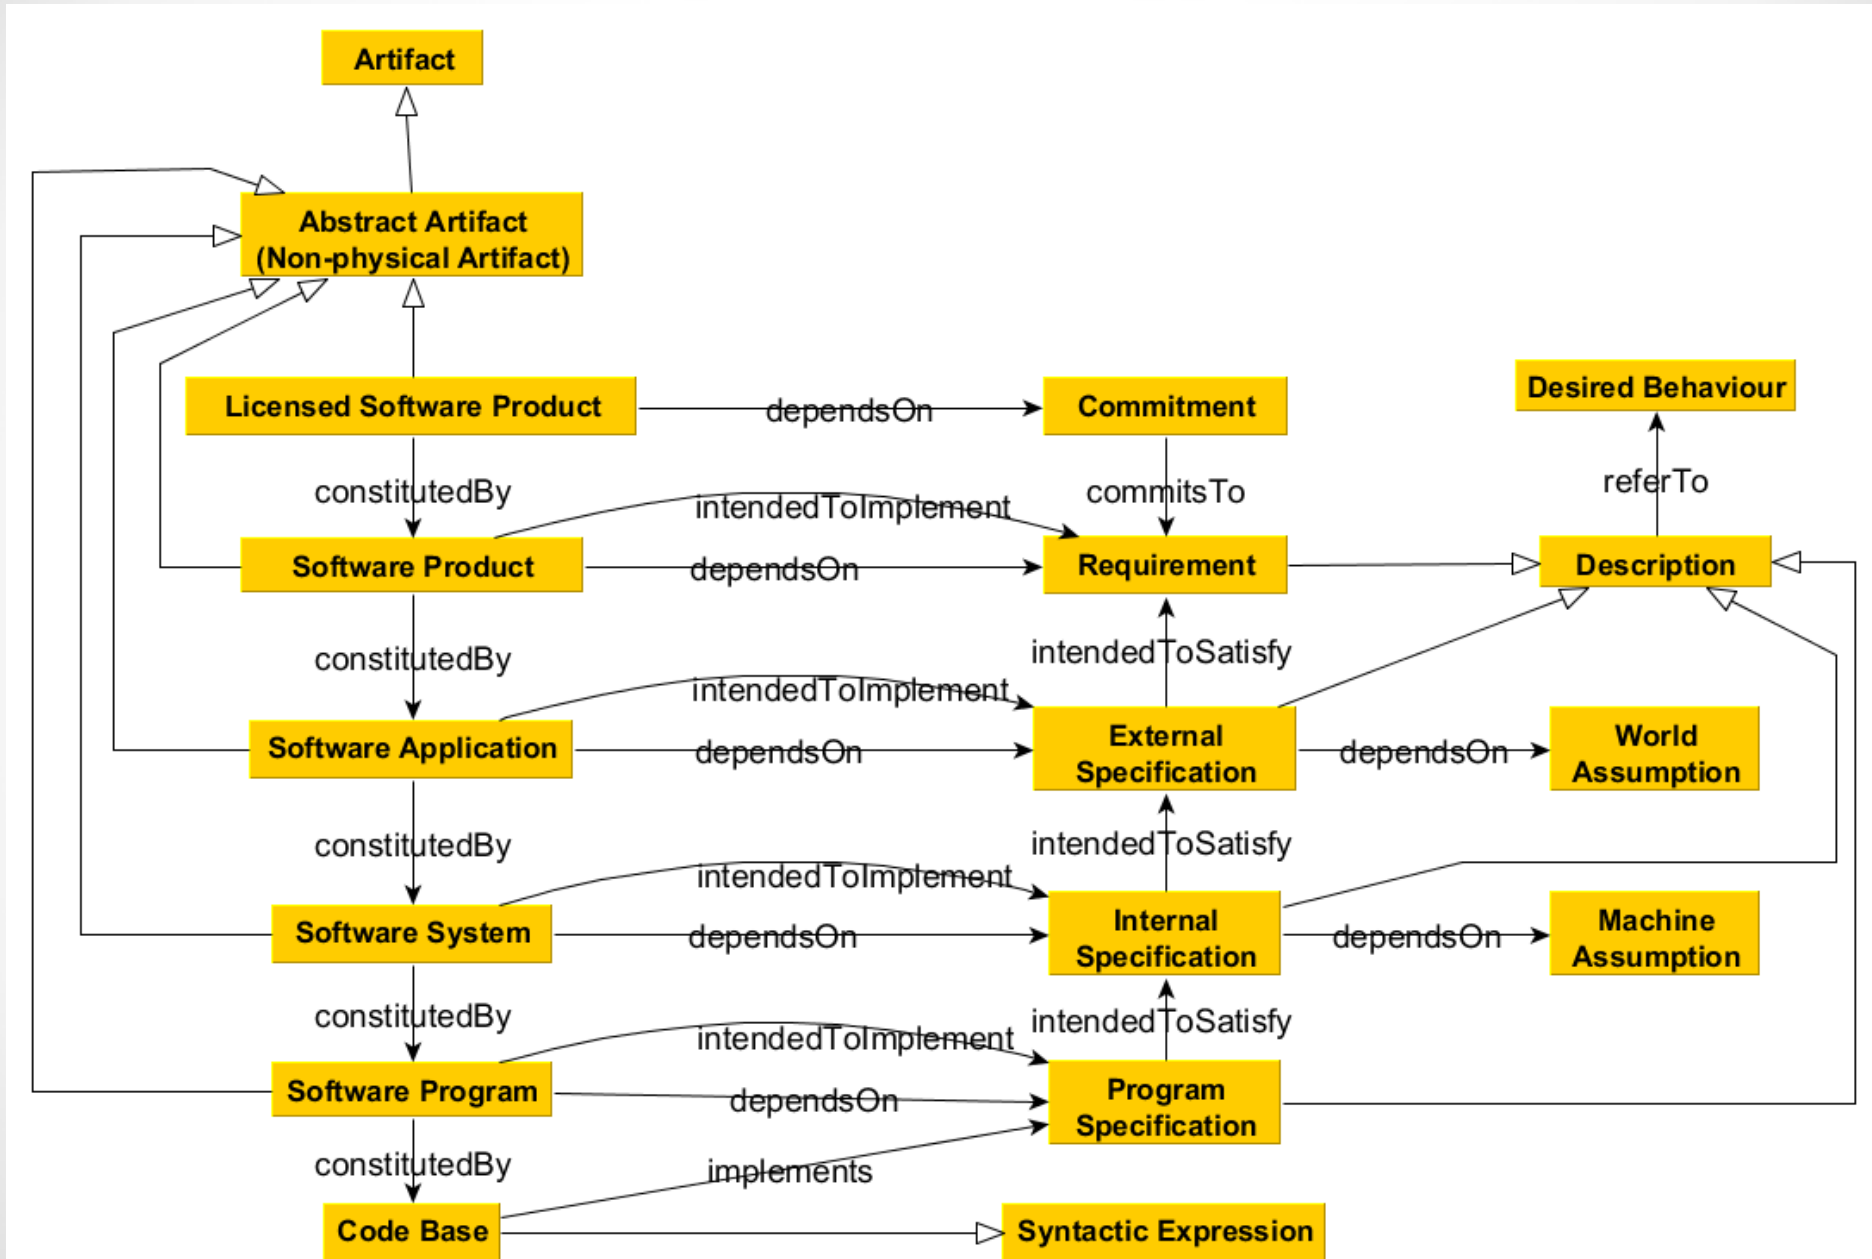 Artifact
Abstract Artifact
(Non-physical Artifact)
Licensed Software Product
dependsOn
Commitment
Desired Behaviour
constitutedBy
intendedToImplement
commitsTo
referTo
Software Product
dependsOn
Requirement
Description
constitutedBy
intendedToSatisfy
intendedToImplement
Software Application
dependsOn
External
Specification
dependsOn
World
Assumption
constitutedBy
intendedToSatisfy
intendedToImplement
Software System
dependsOn
Internal
Specification
dependsOn
Machine
Assumption
constitutedBy
intendedToSatisfy
intendedToImplement
Software Program
dependsOn
Program
Specification
constitutedBy
implements
Code Base
Syntactic Expression